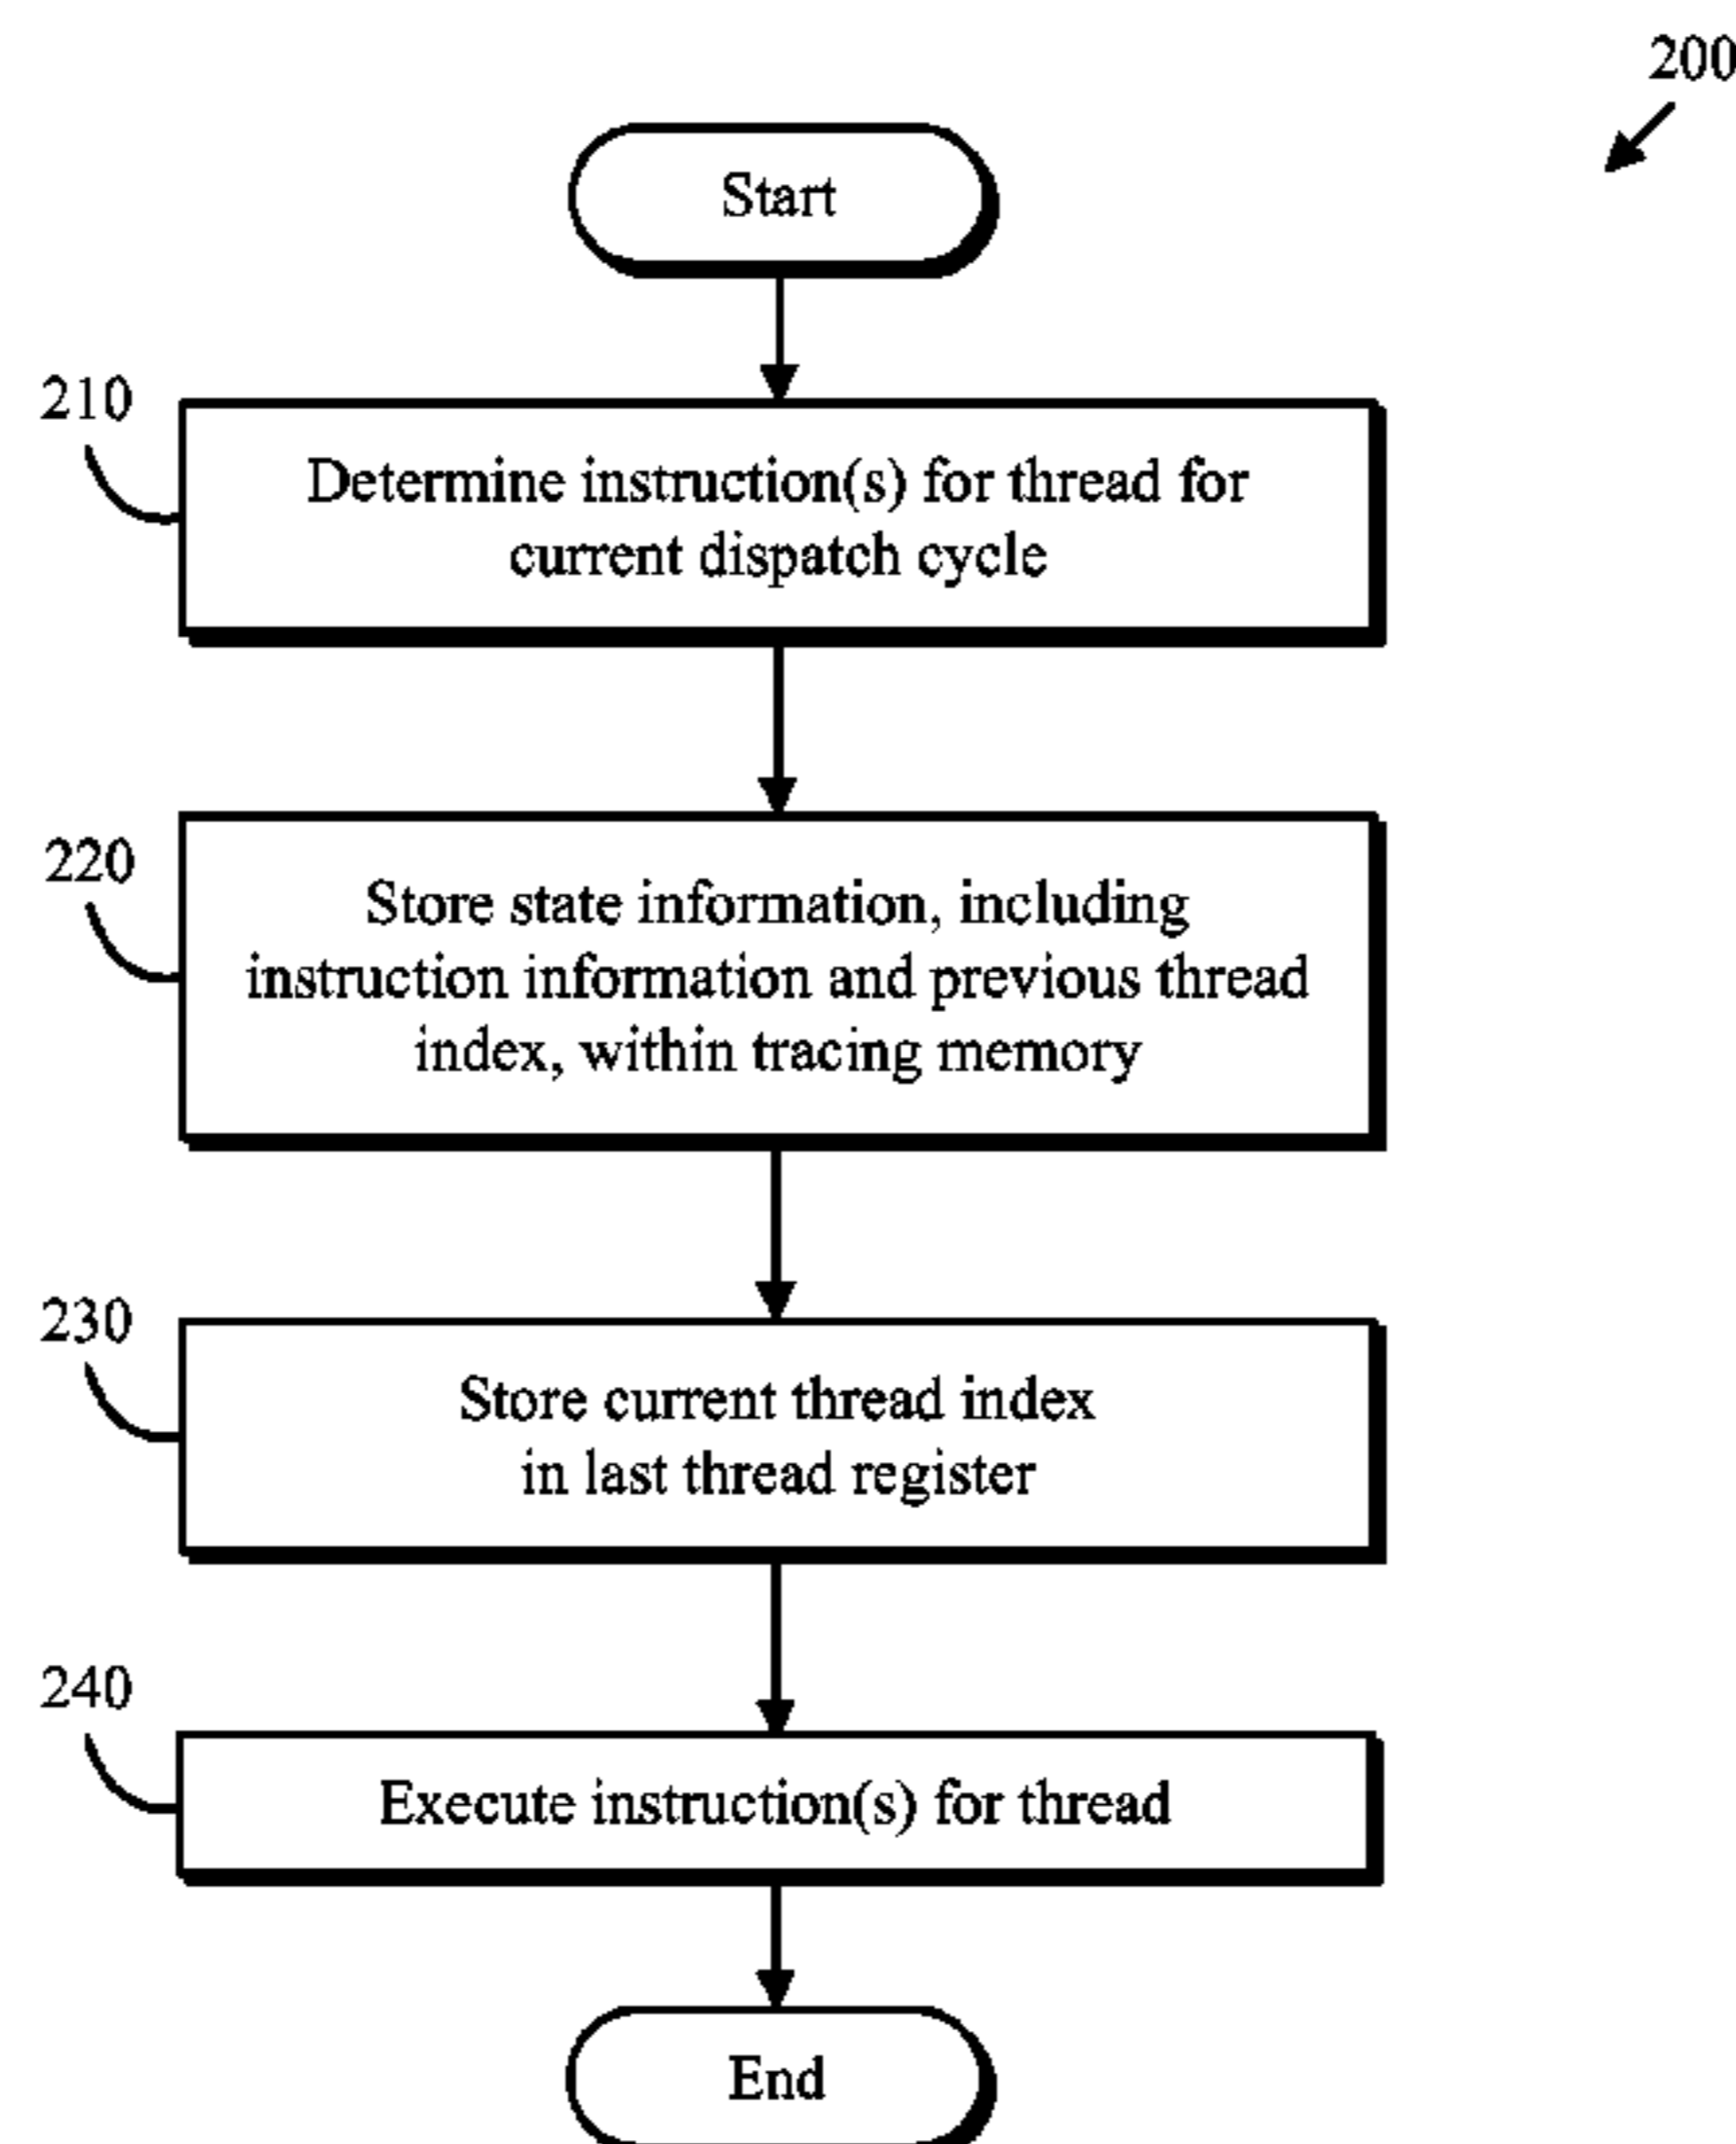 200
Start
210
Determine instruction(s) for thread for
current dispatch cycle
220
Store state information, including
instruction information and previous thread
index, within tracing memory
230
Store current thread index
in last thread register
240
Execute instruction(s) for thread
End